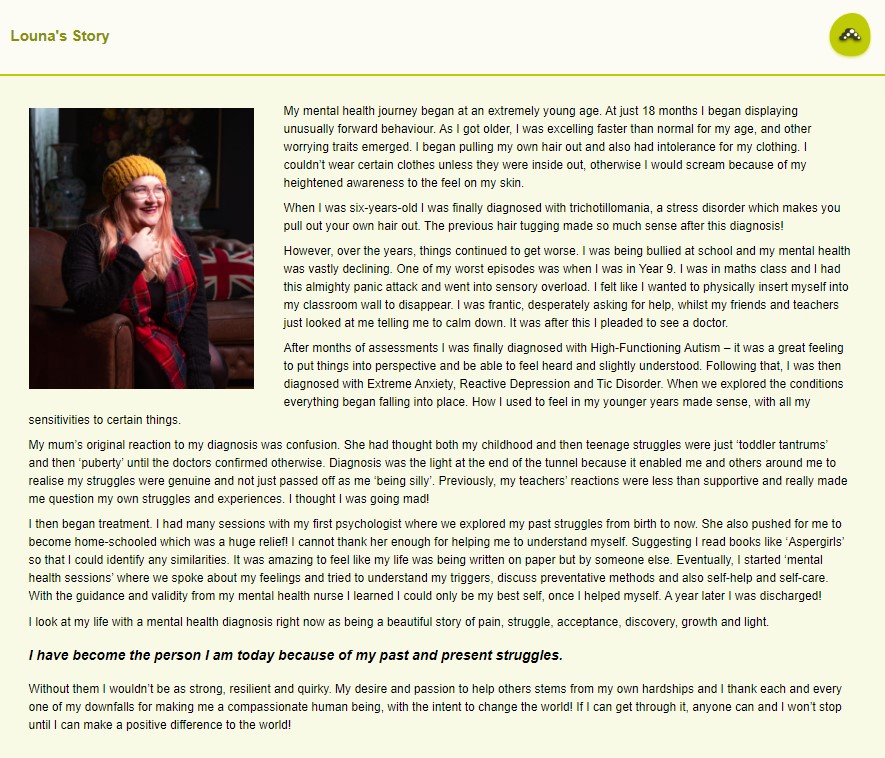 Louna's Story
My mental health journey began at an extremely young age. At just 18 months I began displaying
unusually forward behaviour. As I got older, I was excelling faster than normal for my age, and other
worrying traits emerged. I began pulling my own hair out and also had intolerance for my clothing. I
couldn’t wear certain clothes unless they were inside out, otherwise I would scream because of my
heightened awareness to the feel on my skin.
When I was six-years-old I was finally diagnosed with trichotillomania, a stress disorder which makes you
pull out your own hair out. The previous hair tugging made so much sense after this diagnosis!
However, over the years, things continued to get worse. I was being bullied at school and my mental health
was vastly declining. One of my worst episodes was when I was in Year 9. I was in maths class and I had
this almighty panic attack and went into sensory overload. I felt like I wanted to physically insert myself into
my classroom wall to disappear. I was frantic, desperately asking for help, whilst my friends and teachers
just looked at me telling me to calm down. It was after this I pleaded to see a doctor.
After months of assessments I was finally diagnosed with High-Functioning Autism – it was a great feeling
to put things into perspective and be able to feel heard and slightly understood. Following that, I was then
diagnosed with Extreme Anxiety, Reactive Depression and Tic Disorder. When we explored the conditions
everything began falling into place. How I used to feel in my younger years made sense, with all my
sensitivities to certain things.
My mum’s original reaction to my diagnosis was confusion. She had thought both my childhood and then teenage struggles were just ‘toddler tantrums’
and then ‘puberty’ until the doctors confirmed otherwise. Diagnosis was the light at the end of the tunnel because it enabled me and others around me to
realise my struggles were genuine and not just passed off as me ‘being silly’. Previously, my teachers’ reactions were less than supportive and really made
me question my own struggles and experiences. I thought I was going mad!
I then began treatment. I had many sessions with my first psychologist where we explored my past struggles from birth to now. She also pushed for me to
become home-schooled which was a huge relief! I cannot thank her enough for helping me to understand myself. Suggesting I read books like ‘Aspergirls’
so that I could identify any similarities. It was amazing to feel like my life was being written on paper but by someone else. Eventually, I started ‘mental
health sessions’ where we spoke about my feelings and tried to understand my triggers, discuss preventative methods and also self-help and self-care.
With the guidance and validity from my mental health nurse I learned I could only be my best self, once I helped myself. A year later I was discharged!
I look at my life with a mental health diagnosis right now as being a beautiful story of pain, struggle, acceptance, discovery, growth and light.
I have become the person I am today because of my past and present struggles.
Without them I wouldn’t be as strong, resilient and quirky. My desire and passion to help others stems from my own hardships and I thank each and every
one of my downfalls for making me a compassionate human being, with the intent to change the world! If I can get through it, anyone can and I won’t stop
until I can make a positive difference to the world!